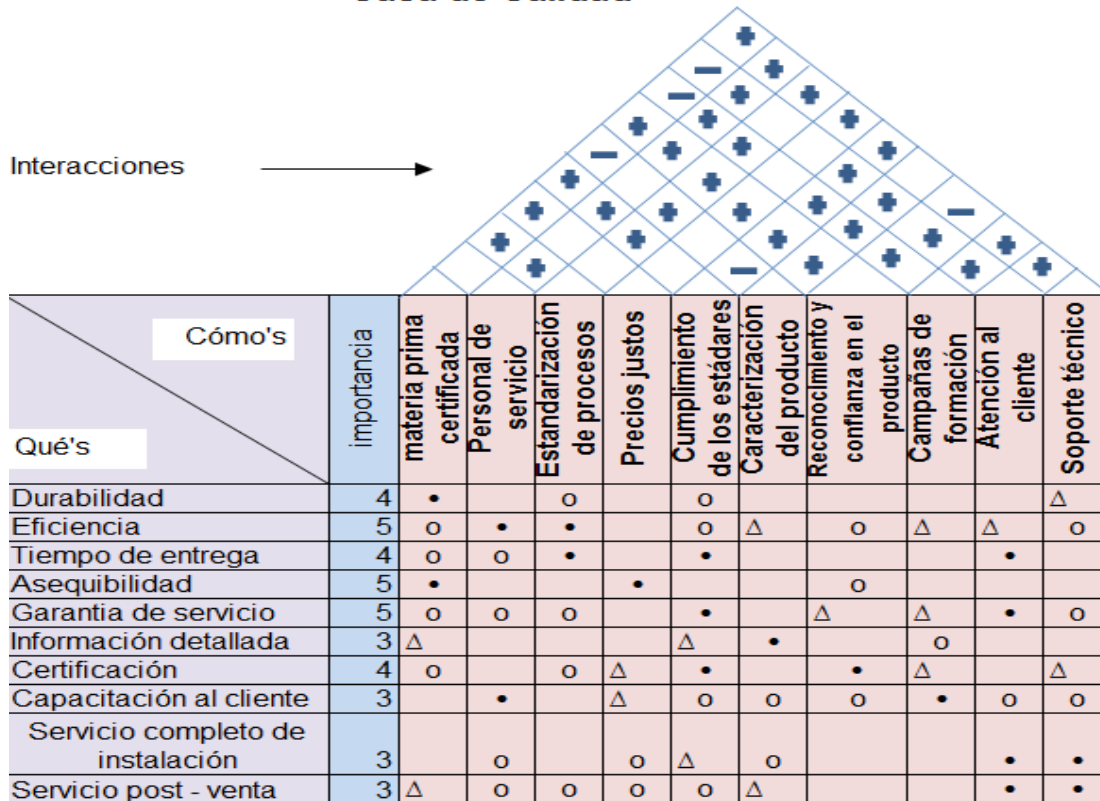 Interacciones
Cómo's
Qué's
importancia
materia prima
certificada
Personal de
servicio
Estandarización
de procesos
Precios justos
Cumplimiento
de los estádares
Caracterización
del producto
Reconocimiento y
confianza en el
producto
Campañas de
formación
Atención al
cliente
Soporte técnico
Durabilidad 4 • o o Δ
Eficiencia 5 o • • o Δ o Δ Δ o
Tiempo de entrega 4 o o • • •
Asequibilidad 5 • • o
Garantia de servicio 5 o o o • Δ Δ • o
Información detallada 3 Δ Δ • o
Certificación 4 o o Δ • • Δ Δ
Capacitación al cliente 3 • Δ o o o • o o
Servicio completo de
instalación 3 o o Δ o • •
Servicio post - venta 3 Δ o o o o Δ • •